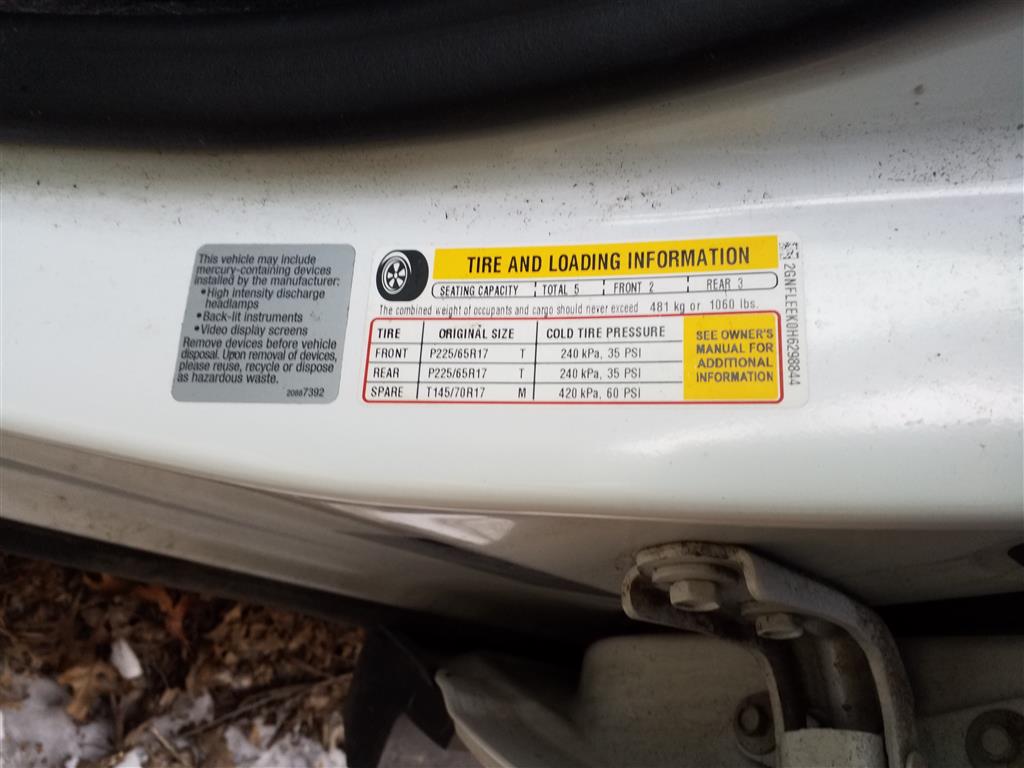 This vehicle may include
mercury-containing devices
installed by the manufacturer:
• High intensity discharge
headlamps
• Back-lit instruments
• Video display screens
Remove devices before vehicle
disposal. Upon removal of devices,
please reuse, recycle or dispose
as hazardous waste.
20887392
TIRE AND LOADING INFORMATION
SEATING CAPACITY TOTAL 5 FRONT 2 REAR 3
The combined weight of occupants and cargo should never exceed 481 kg or 1060 lbs.
TIRE ORIGINAL SIZE COLD TIRE PRESSURE
FRONT P225/65R17 T 240 kPa, 35 PSI
REAR P225/65R17 T 240 kPa, 35 PSI
SPARE T145/70R17 M 420 kPa, 60 PSI
SEE OWNER'S
MANUAL FOR
ADDITIONAL
INFORMATION
2GNFLEEK0H6298844